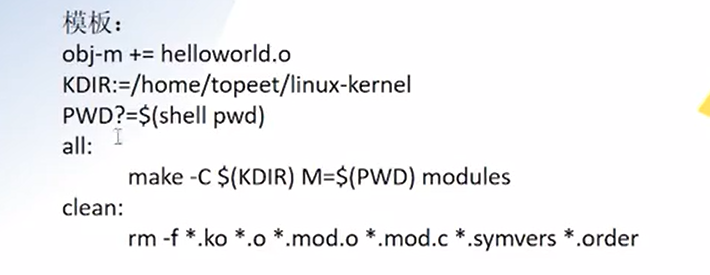 模板：
obj-m += helloworld.o
KDIR:=/home/topeet/linux-kernel
PWD?=$(shell pwd)
all:
make -C $(KDIR) M=$(PWD) modules
clean:
rm -f *.ko *.o *.mod.o *.mod.c *.symvers *.order